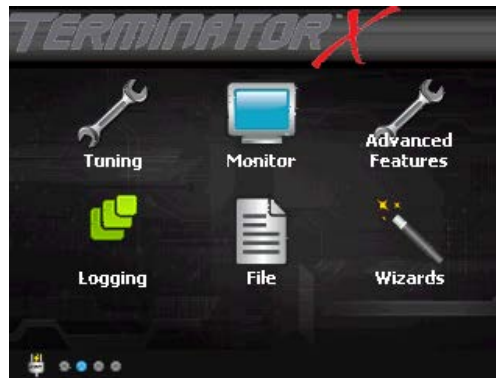 TERMINATOR X
Tuning
Monitor
Advanced
Features
Logging
File
Wizards